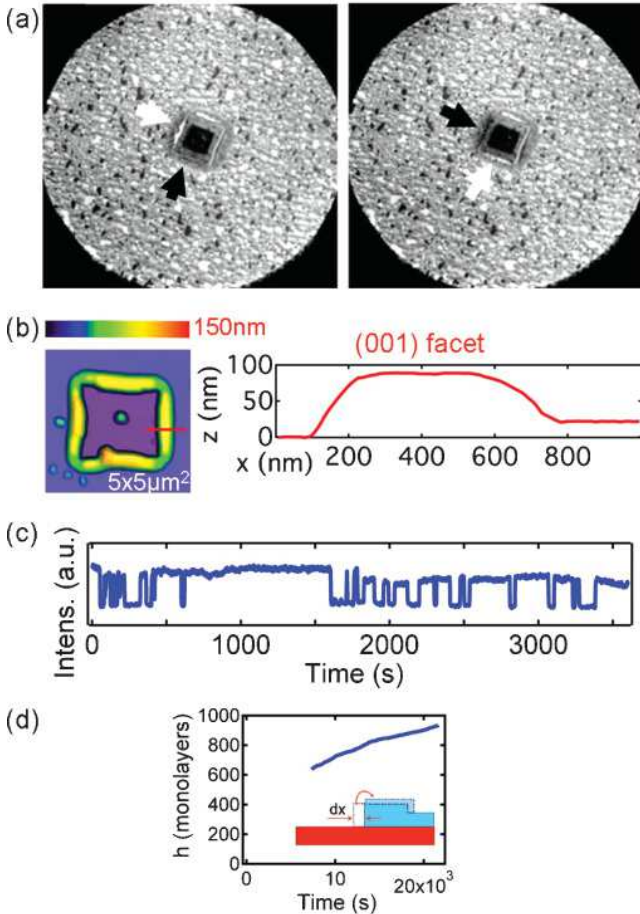 (a)
(b)
150nm
5x5μm²
(001) facet
z (nm)
100
50
0
x (nm)
200 400 600 800
(c)
Intens. (a.u.)
0 1000 2000 3000
Time (s)
(d)
h (monolayers)
1000
800
600
400
200
0
dx
0 10 20x10³
Time (s)